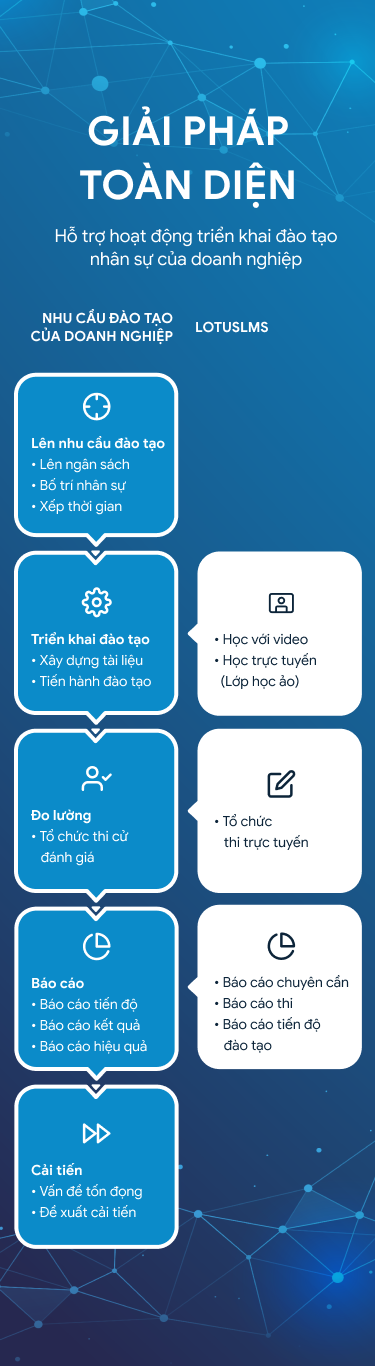 GIẢI PHÁP
TOÀN DIỆN
Hỗ trợ hoạt động triển khai đào tạo
nhân sự của doanh nghiệp
NHU CẦU ĐÀO TẠO
CỦA DOANH NGHIỆP
LOTUSLMS
Lên nhu cầu đào tạo
• Lên ngân sách
• Bố trí nhân sự
• Xếp thời gian
Triển khai đào tạo
• Xây dựng tài liệu
• Tiến hành đào tạo
• Học với video
• Học trực tuyến
(Lớp học ảo)
Đo lường
• Tổ chức thi cử
đánh giá
• Tổ chức
thi trực tuyến
Báo cáo
• Báo cáo tiến độ
• Báo cáo kết quả
• Báo cáo hiệu quả
• Báo cáo chuyên cần
• Báo cáo thi
• Báo cáo tiến độ
đào tạo
Cải tiến
• Vấn đề tồn đọng
• Đề xuất cải tiến